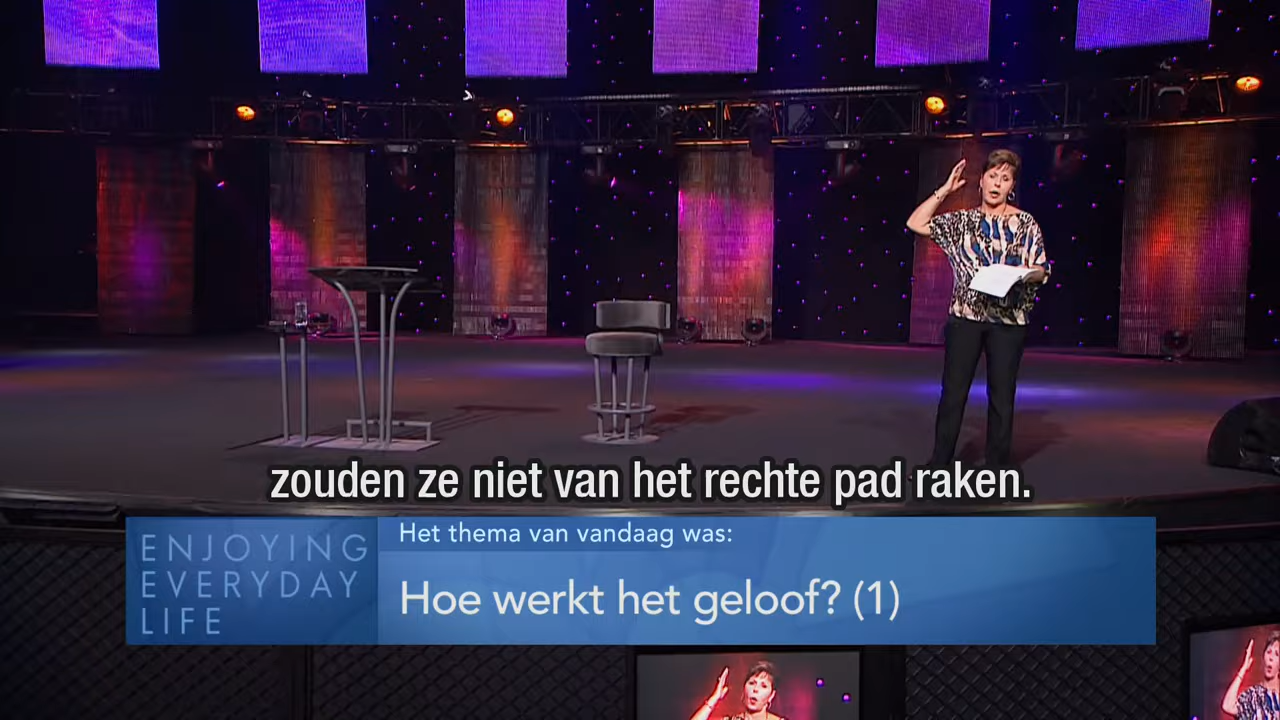 zouden ze niet van het rechte pad raken.
ENJOYING
EVERYDAY
LIFE
Het thema van vandaag was:
Hoe werkt het geloof? (1)